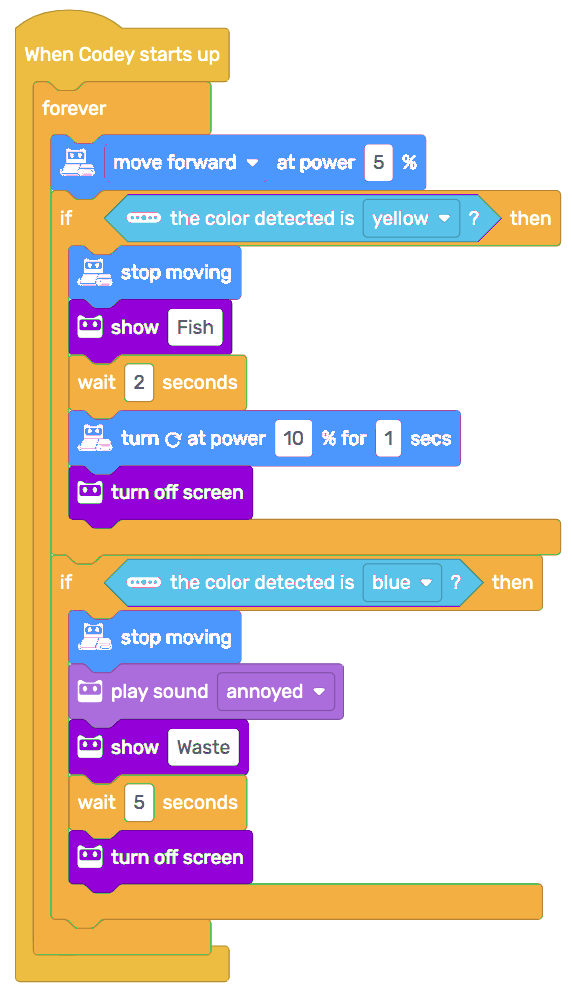 When Codey starts up
forever
move forward at power 5 %
if the color detected is yellow ? then
stop moving
show Fish
wait 2 seconds
turn at power 10 % for 1 secs
turn off screen
if the color detected is blue ? then
stop moving
play sound annoyed
show Waste
wait 5 seconds
turn off screen